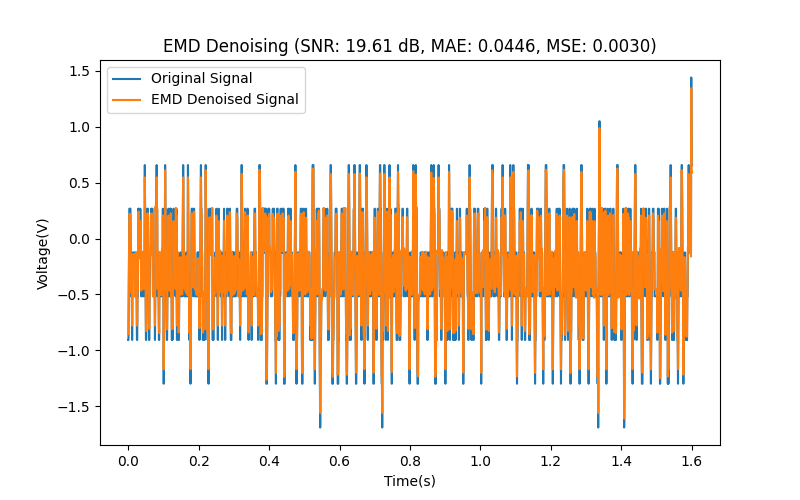 EMD Denoising (SNR: 19.61 dB, MAE: 0.0446, MSE: 0.0030)
Original Signal
EMD Denoised Signal
1.5
1.0
0.5
0.0
−0.5
−1.0
−1.5
Voltage(V)
0.0 0.2 0.4 0.6 0.8 1.0 1.2 1.4 1.6
Time(s)